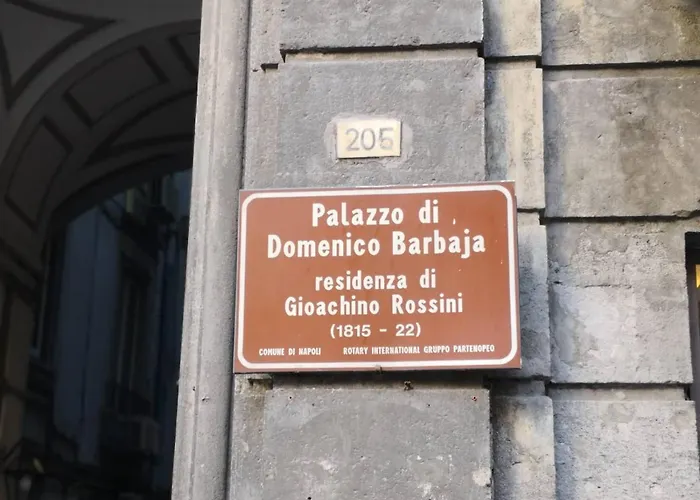 205
Palazzo di
Domenico Barbaja
residenza di
Gioachino Rossini
(1815 - 22)
COMUNE DI NAPOLI ROTARY INTERNATIONAL GRUPPO PARTENOPEO